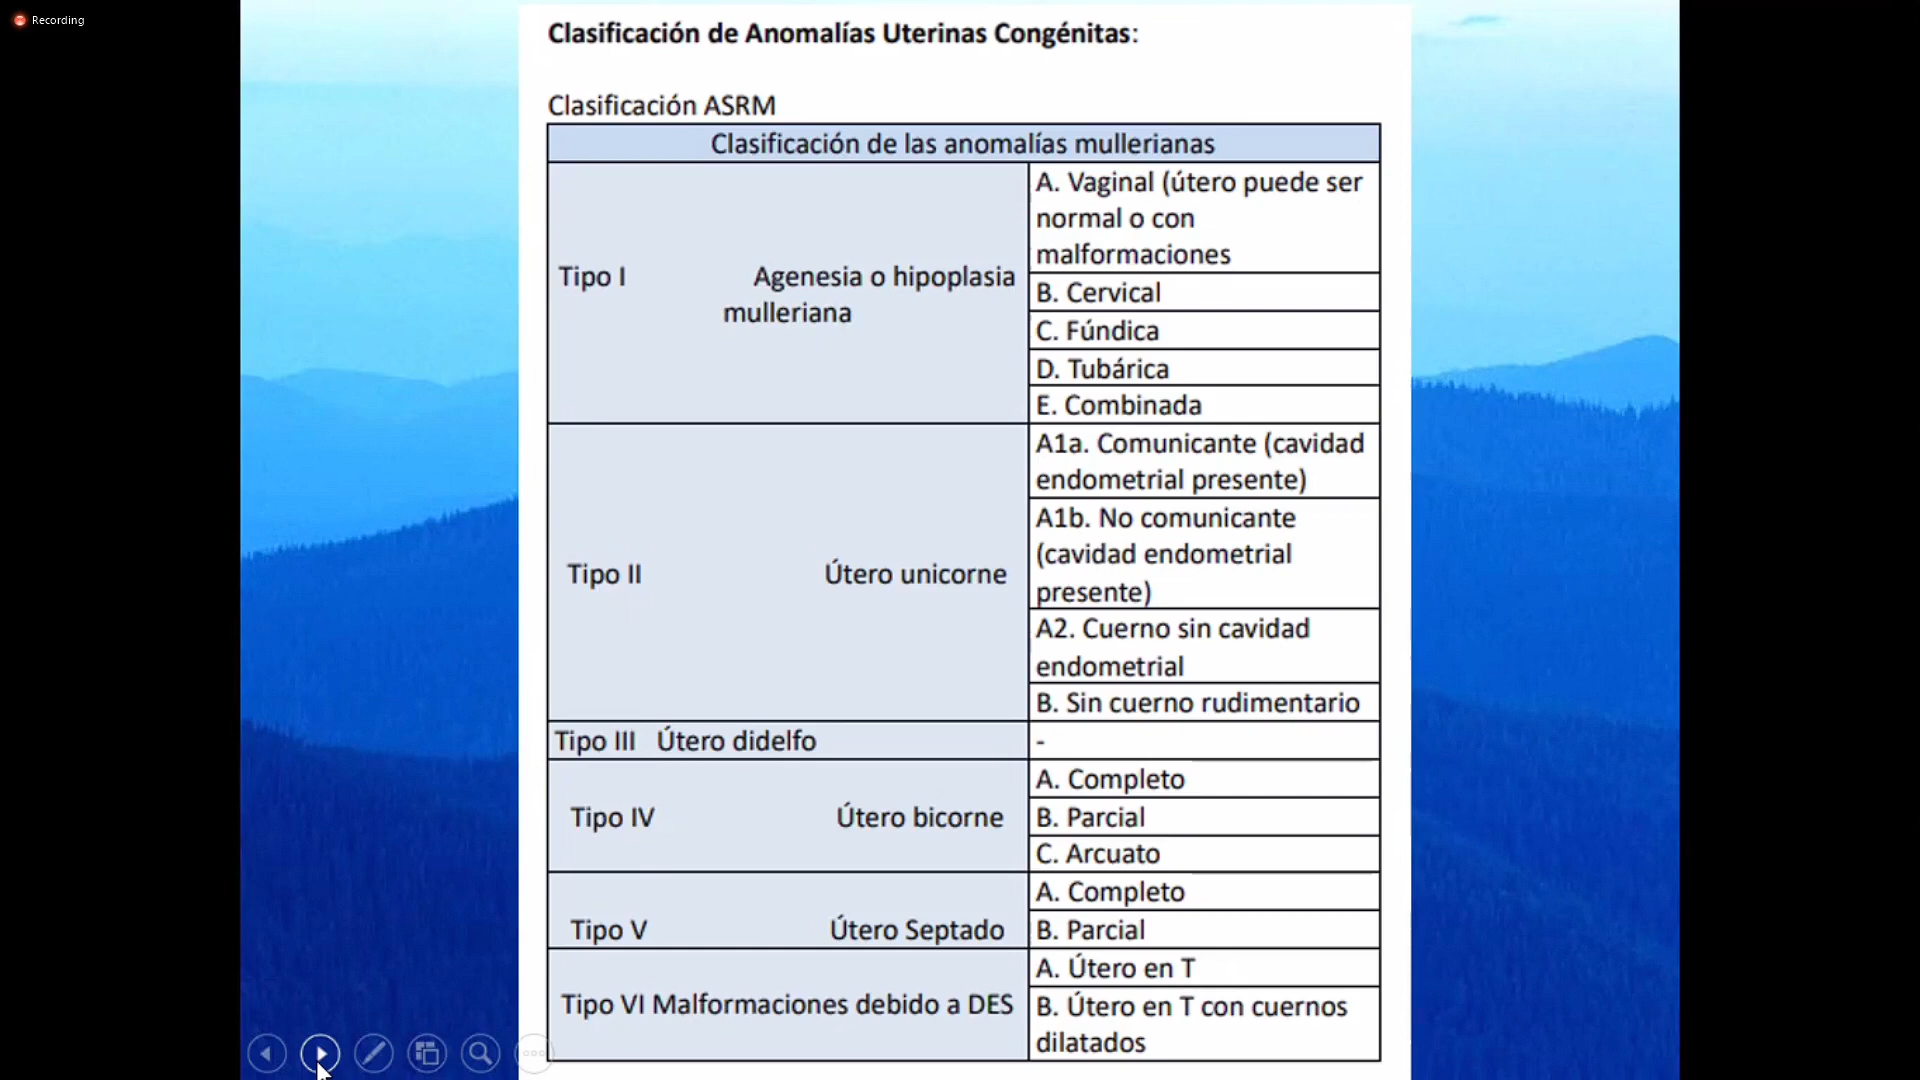 Recording
Clasificación de Anomalías Uterinas Congénitas:
Clasificación ASRM
Clasificación de las anomalías mullerianas
Tipo I Agenesia o hipoplasia
mulleriana
A. Vaginal (útero puede ser
normal o con
malformaciones
B. Cervical
C. Fúndica
D. Tubárica
E. Combinada
Tipo II Útero unicorne
A1a. Comunicante (cavidad
endometrial presente)
A1b. No comunicante
(cavidad endometrial
presente)
A2. Cuerno sin cavidad
endometrial
B. Sin cuerno rudimentario
Tipo III Útero didelfo
-
Tipo IV Útero bicorne
A. Completo
B. Parcial
C. Arcuato
Tipo V Útero Septado
A. Completo
B. Parcial
Tipo VI Malformaciones debido a DES
A. Útero en T
B. Útero en T con cuernos
dilatados